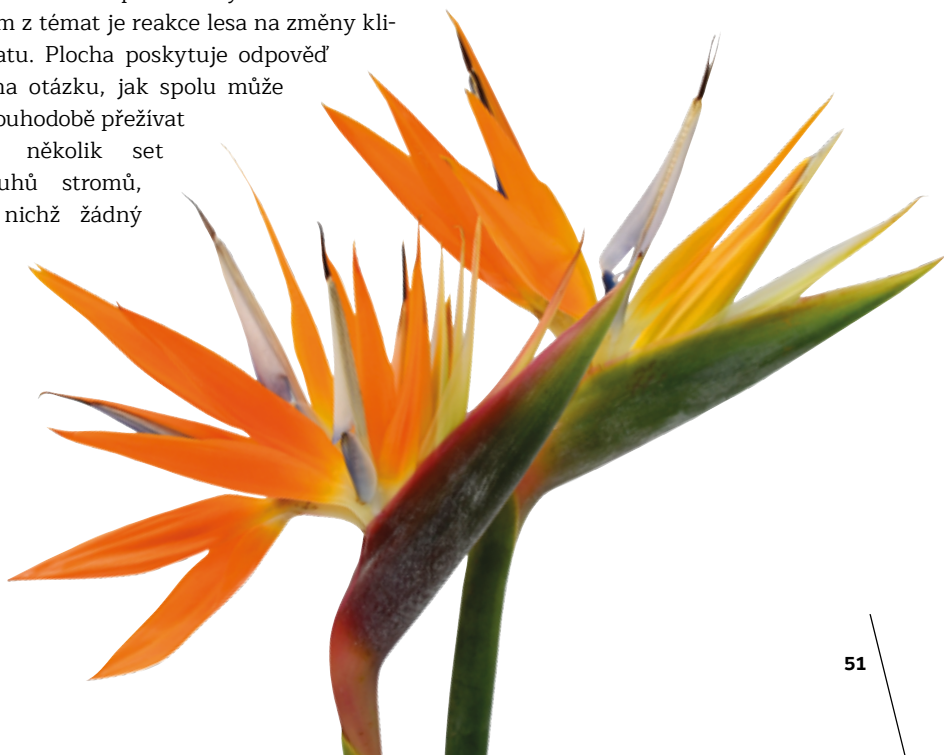 m z témat je reakce lesa na změny kli-
atu. Plocha poskytuje odpověď
na otázku, jak spolu může
ouhodobě přežívat
několik set
uhů stromů,
nichž žádný
51